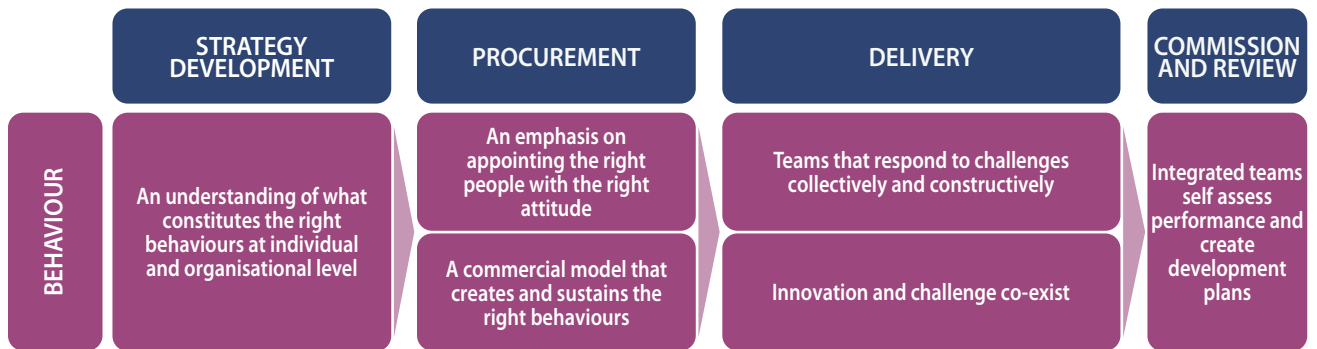 STRATEGY
DEVELOPMENT
PROCUREMENT
DELIVERY
COMMISSION
AND REVIEW
BEHAVIOUR
An understanding of what
constitutes the right
behaviours at individual
and organisational level
An emphasis on
appointing the right
people with the right
attitude
A commercial model that
creates and sustains the
right behaviours
Teams that respond to challenges
collectively and constructively
Innovation and challenge co-exist
Integrated teams
self assess
performance and
create
development
plans